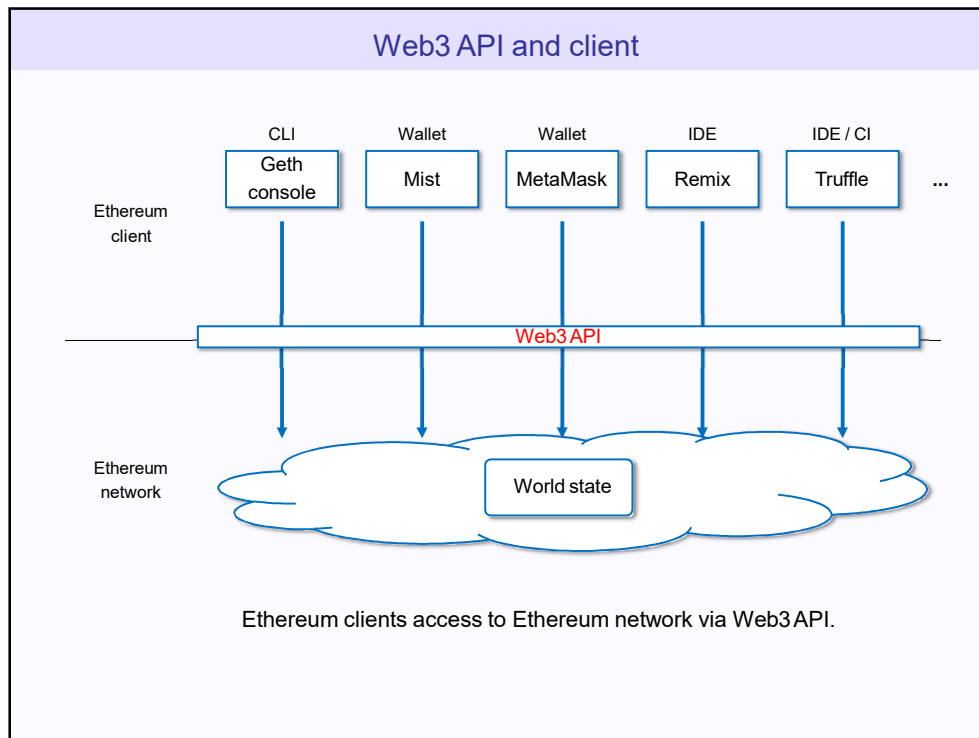 Web3 API and client
CLI
Wallet
Wallet
IDE
IDE / CI
Geth
console
Mist
MetaMask
Remix
Truffle
...
Ethereum
client
Web3 API
Ethereum
network
World state
Ethereum clients access to Ethereum network via Web3 API.